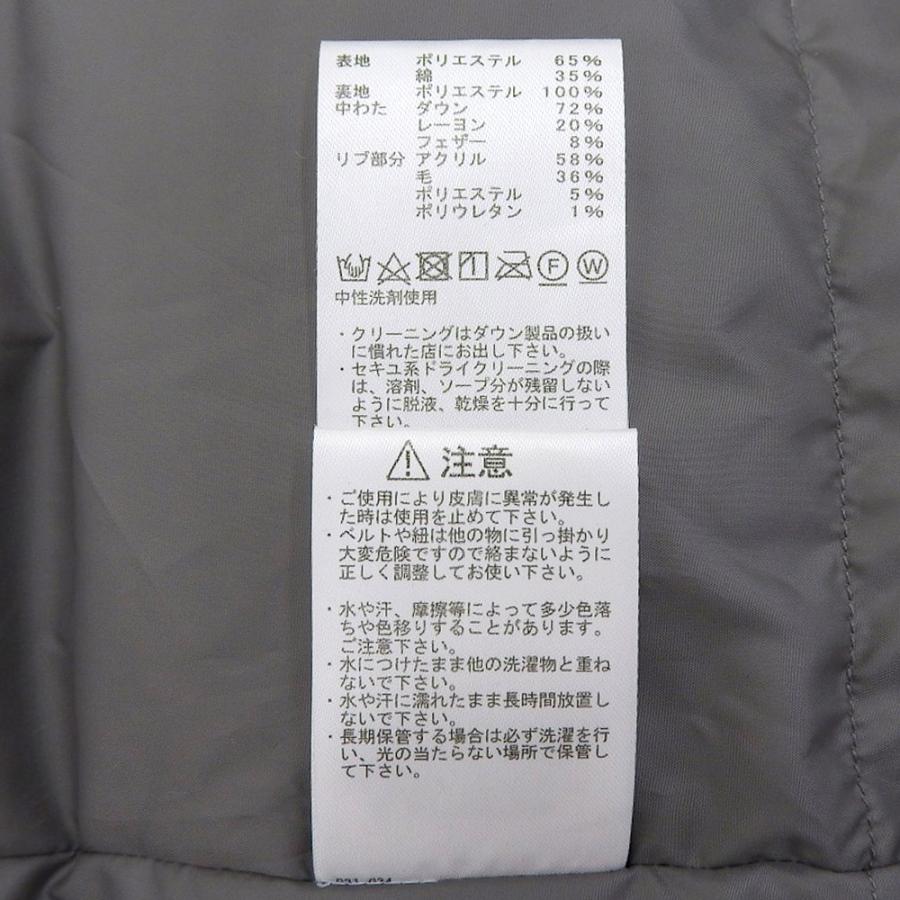 表地 ポリエステル 65%
綿 35%
裏地 ポリエステル 100%
中わた ダウン 72%
レーヨン 20%
フェザー 8%
リブ部分 アクリル 58%
毛 36%
ポリエステル 5%
ポリウレタン 1%
F W
中性洗剤使用
・クリーニングはダウン製品の扱い
に慣れた店にお出し下さい。
・セキユ系ドライクリーニングの際
は、溶剤、ソープ分が残留しない
ように脱液、乾燥を十分に行って
下さい。
注意
・ご使用により皮膚に異常が発生し
た時は使用を止めて下さい。
・ベルトや紐は他の物に引っ掛かり
大変危険ですので絡まないように
正しく調整してお使い下さい。
・水や汗、摩擦等によって多少色落
ちや色移りすることがあります。
ご注意下さい。
・水につけたまま他の洗濯物と重ね
ないで下さい。
・水や汗に濡れたまま長時間放置し
ないで下さい。
・長期保管する場合は必ず洗濯を行
い、光の当たらない場所で保管し
て下さい。